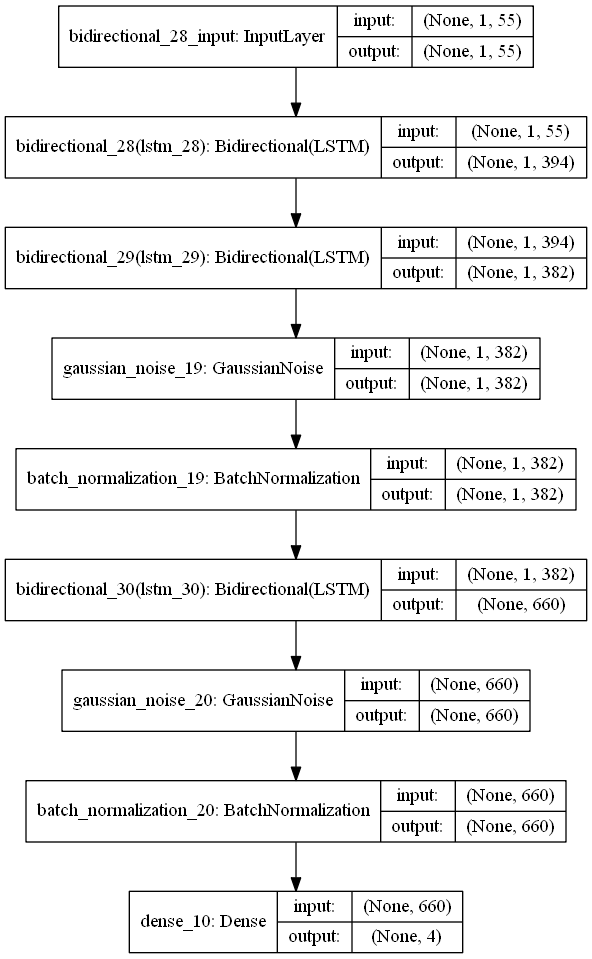 bidirectional_28_input: InputLayer
input: (None, 1, 55)
output: (None, 1, 55)
bidirectional_28(lstm_28): Bidirectional(LSTM)
input: (None, 1, 55)
output: (None, 1, 394)
bidirectional_29(lstm_29): Bidirectional(LSTM)
input: (None, 1, 394)
output: (None, 1, 382)
gaussian_noise_19: GaussianNoise
input: (None, 1, 382)
output: (None, 1, 382)
batch_normalization_19: BatchNormalization
input: (None, 1, 382)
output: (None, 1, 382)
bidirectional_30(lstm_30): Bidirectional(LSTM)
input: (None, 1, 382)
output: (None, 660)
gaussian_noise_20: GaussianNoise
input: (None, 660)
output: (None, 660)
batch_normalization_20: BatchNormalization
input: (None, 660)
output: (None, 660)
dense_10: Dense
input: (None, 660)
output: (None, 4)